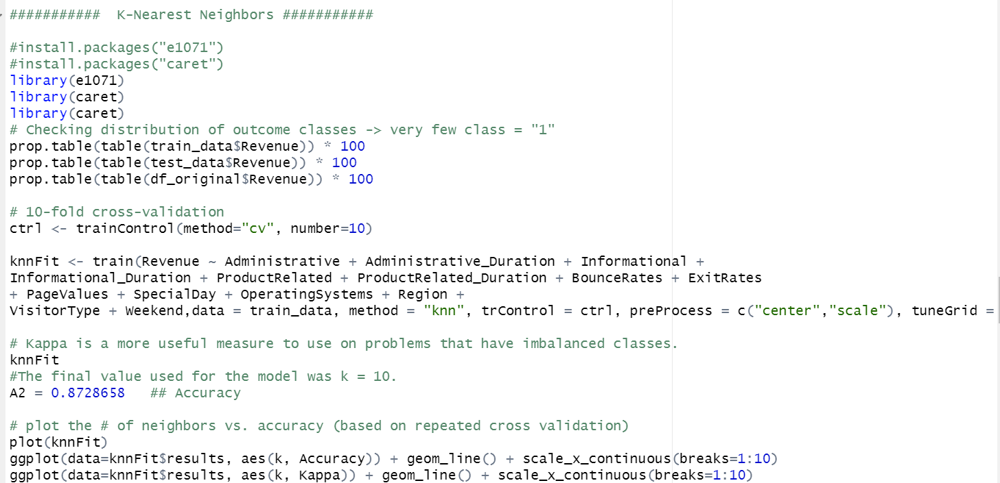 ###########  K-Nearest Neighbors ###########
#install.packages("e1071")
#install.packages("caret")
library(e1071)
library(caret)
library(caret)
# Checking distribution of outcome classes -> very few class = "1"
prop.table(table(train_data$Revenue)) * 100
prop.table(table(test_data$Revenue)) * 100
prop.table(table(df_original$Revenue)) * 100
# 10-fold cross-validation
ctrl <- trainControl(method="cv", number=10)
knnFit <- train(Revenue ~ Administrative + Administrative_Duration + Informational +
Informational_Duration + ProductRelated + ProductRelated_Duration + BounceRates + ExitRates
+ PageValues + SpecialDay + OperatingSystems + Region +
VisitorType + Weekend,data = train_data, method = "knn", trControl = ctrl, preProcess = c("center","scale"), tuneGrid =
# Kappa is a more useful measure to use on problems that have imbalanced classes.
knnFit
#The final value used for the model was k = 10.
A2 = 0.8728658   ## Accuracy
# plot the # of neighbors vs. accuracy (based on repeated cross validation)
plot(knnFit)
ggplot(data=knnFit$results, aes(k, Accuracy)) + geom_line() + scale_x_continuous(breaks=1:10)
ggplot(data=knnFit$results, aes(k, Kappa)) + geom_line() + scale_x_continuous(breaks=1:10)